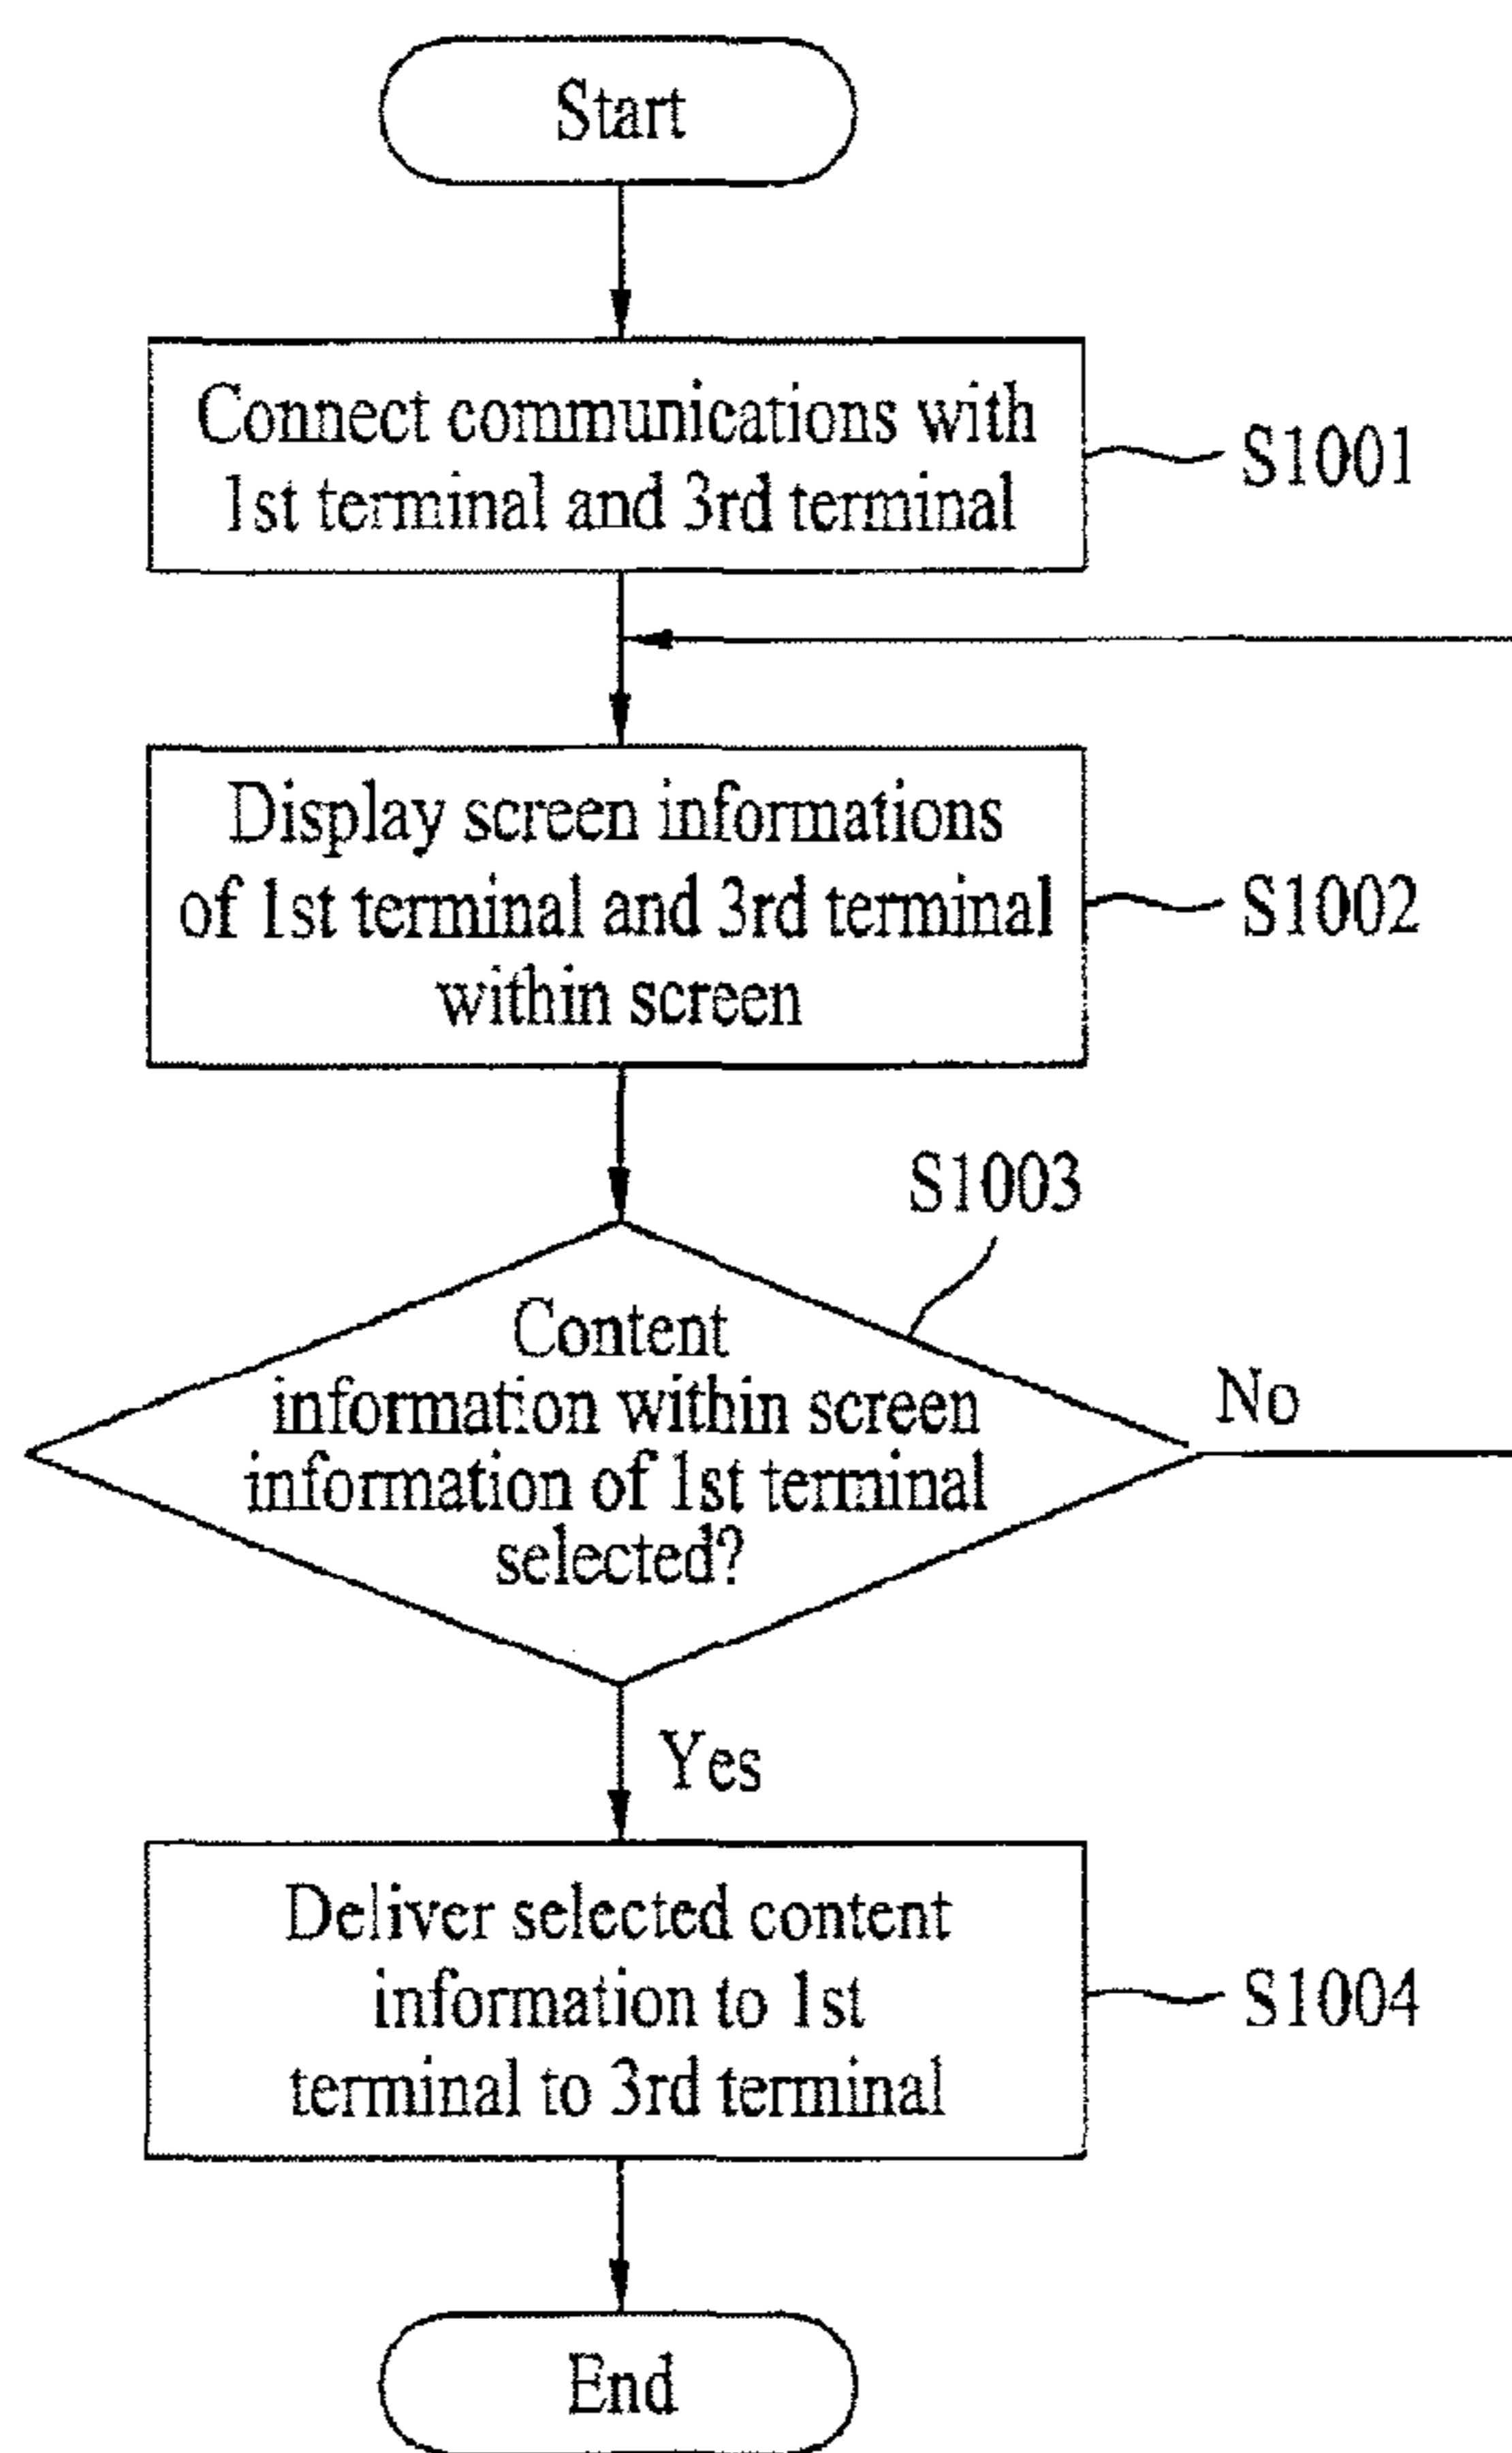 Start
Connect communications with
1st terminal and 3rd terminal
S1001
Display screen informations
of 1st terminal and 3rd terminal
within screen
S1002
S1003
Content
information within screen
information of 1st terminal
selected?
No
Yes
Deliver selected content
information to 1st
terminal to 3rd terminal
S1004
End